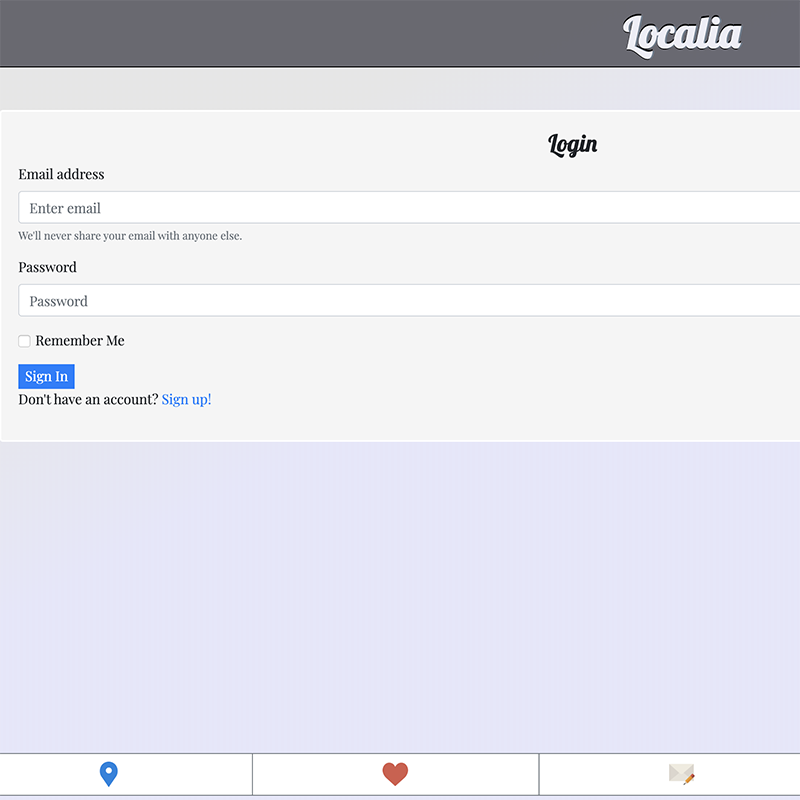 Localia
Login
Email address
Enter email
We'll never share your email with anyone else.
Password
Password
Remember Me
Sign In
Don't have an account? Sign up!